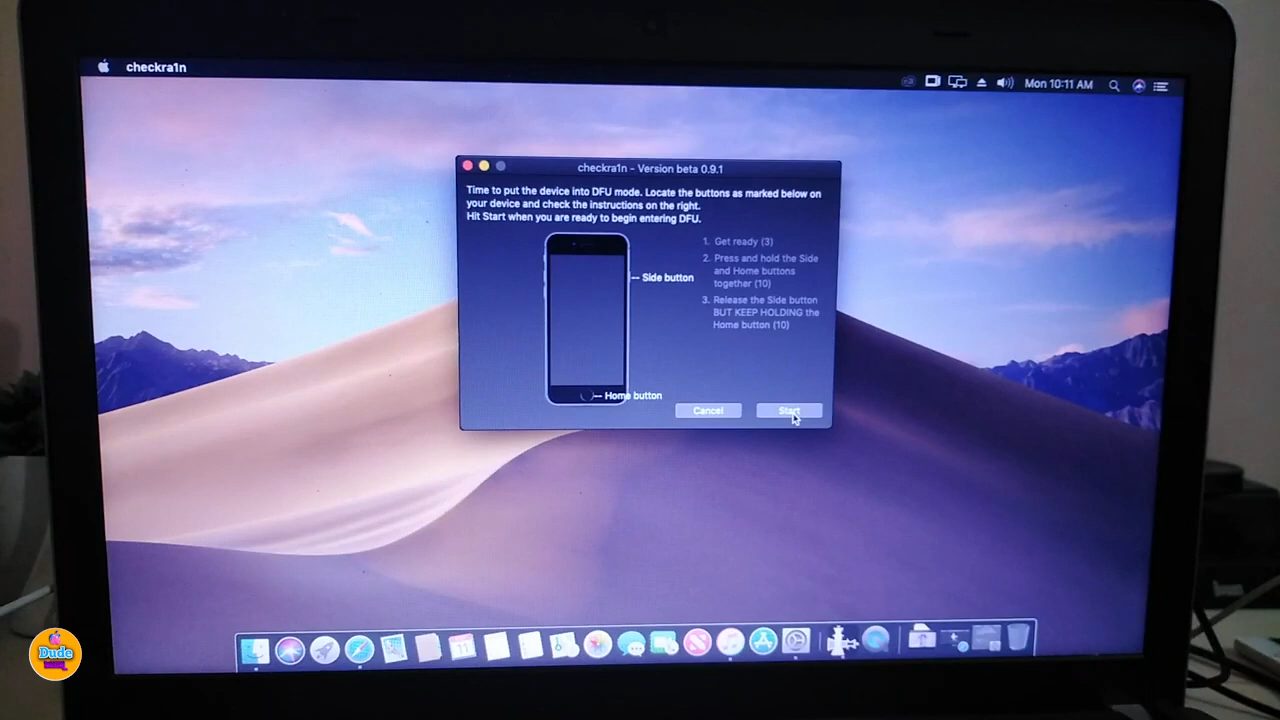 checkra1n
Mon 10:11 AM
checkra1n - Version beta 0.9.1
Time to put the device into DFU mode. Locate the buttons as marked below on
your device and check the instructions on the right.
Hit Start when you are ready to begin entering DFU.
1. Get ready (3)
2. Press and hold the Side
and Home buttons
together (10)
3. Release the Side button
BUT KEEP HOLDING the
Home button (10)
Side button
Home button
Cancel
Start
Dude